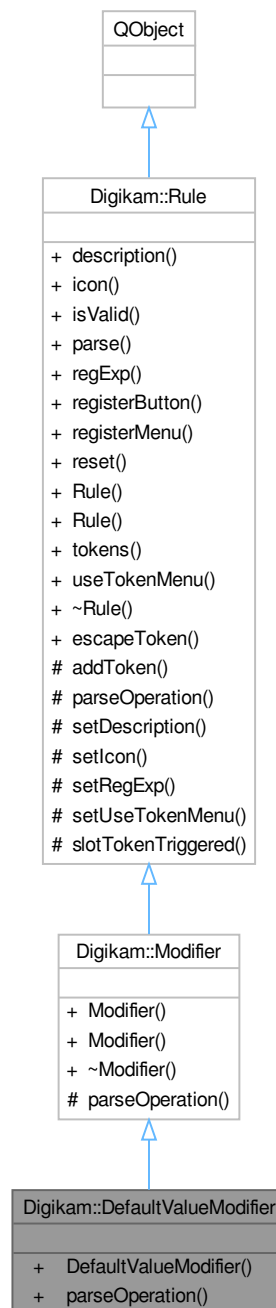 QObject
Digikam::Rule
+ description()
+ icon()
+ isValid()
+ parse()
+ regExp()
+ registerButton()
+ registerMenu()
+ reset()
+ Rule()
+ Rule()
+ tokens()
+ useTokenMenu()
+ ~Rule()
+ escapeToken()
# addToken()
# parseOperation()
# setDescription()
# setIcon()
# setRegExp()
# setUseTokenMenu()
# slotTokenTriggered()
Digikam::Modifier
+ Modifier()
+ Modifier()
+ ~Modifier()
# parseOperation()
Digikam::DefaultValueModifier
+ DefaultValueModifier()
+ parseOperation()